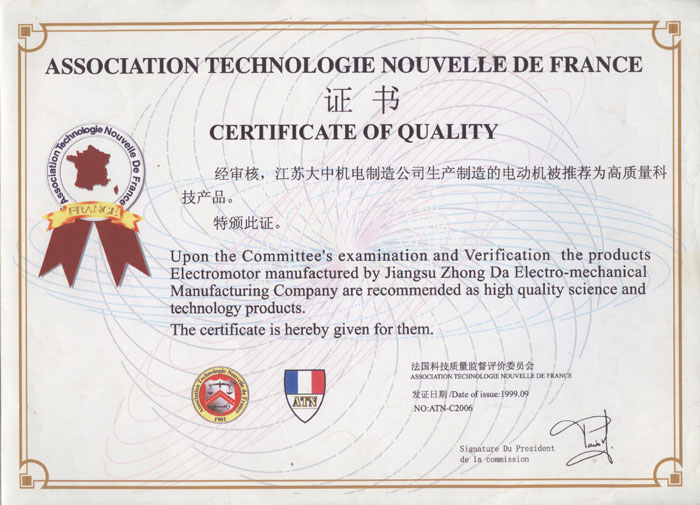 ASSOCIATION TECHNOLOGIE NOUVELLE DE FRANCE
证 书
CERTIFICATE OF QUALITY
Association Technologie Nouvelle De France
FRANCE
经审核，江苏大中机电制造公司生产制造的电动机被推荐为高质量科
技产品。
特颁此证。
Upon the Committee's examination and Verification the products
Electromotor manufactured by Jiangsu Zhong Da Electro-mechanical
Manufacturing Company are recommended as high quality science and
technology products.
The certificate is hereby given for them.
Association Technologie Nouvelle de France
1901
ATN
法国科技质量监督评价委员会
ASSOCIATION TECHNOLOGIE NOUVELLE DE FRANCE
发证日期 /Date of issue:1999.09
.NO:ATN-C2006
Signature Du President
de la commission